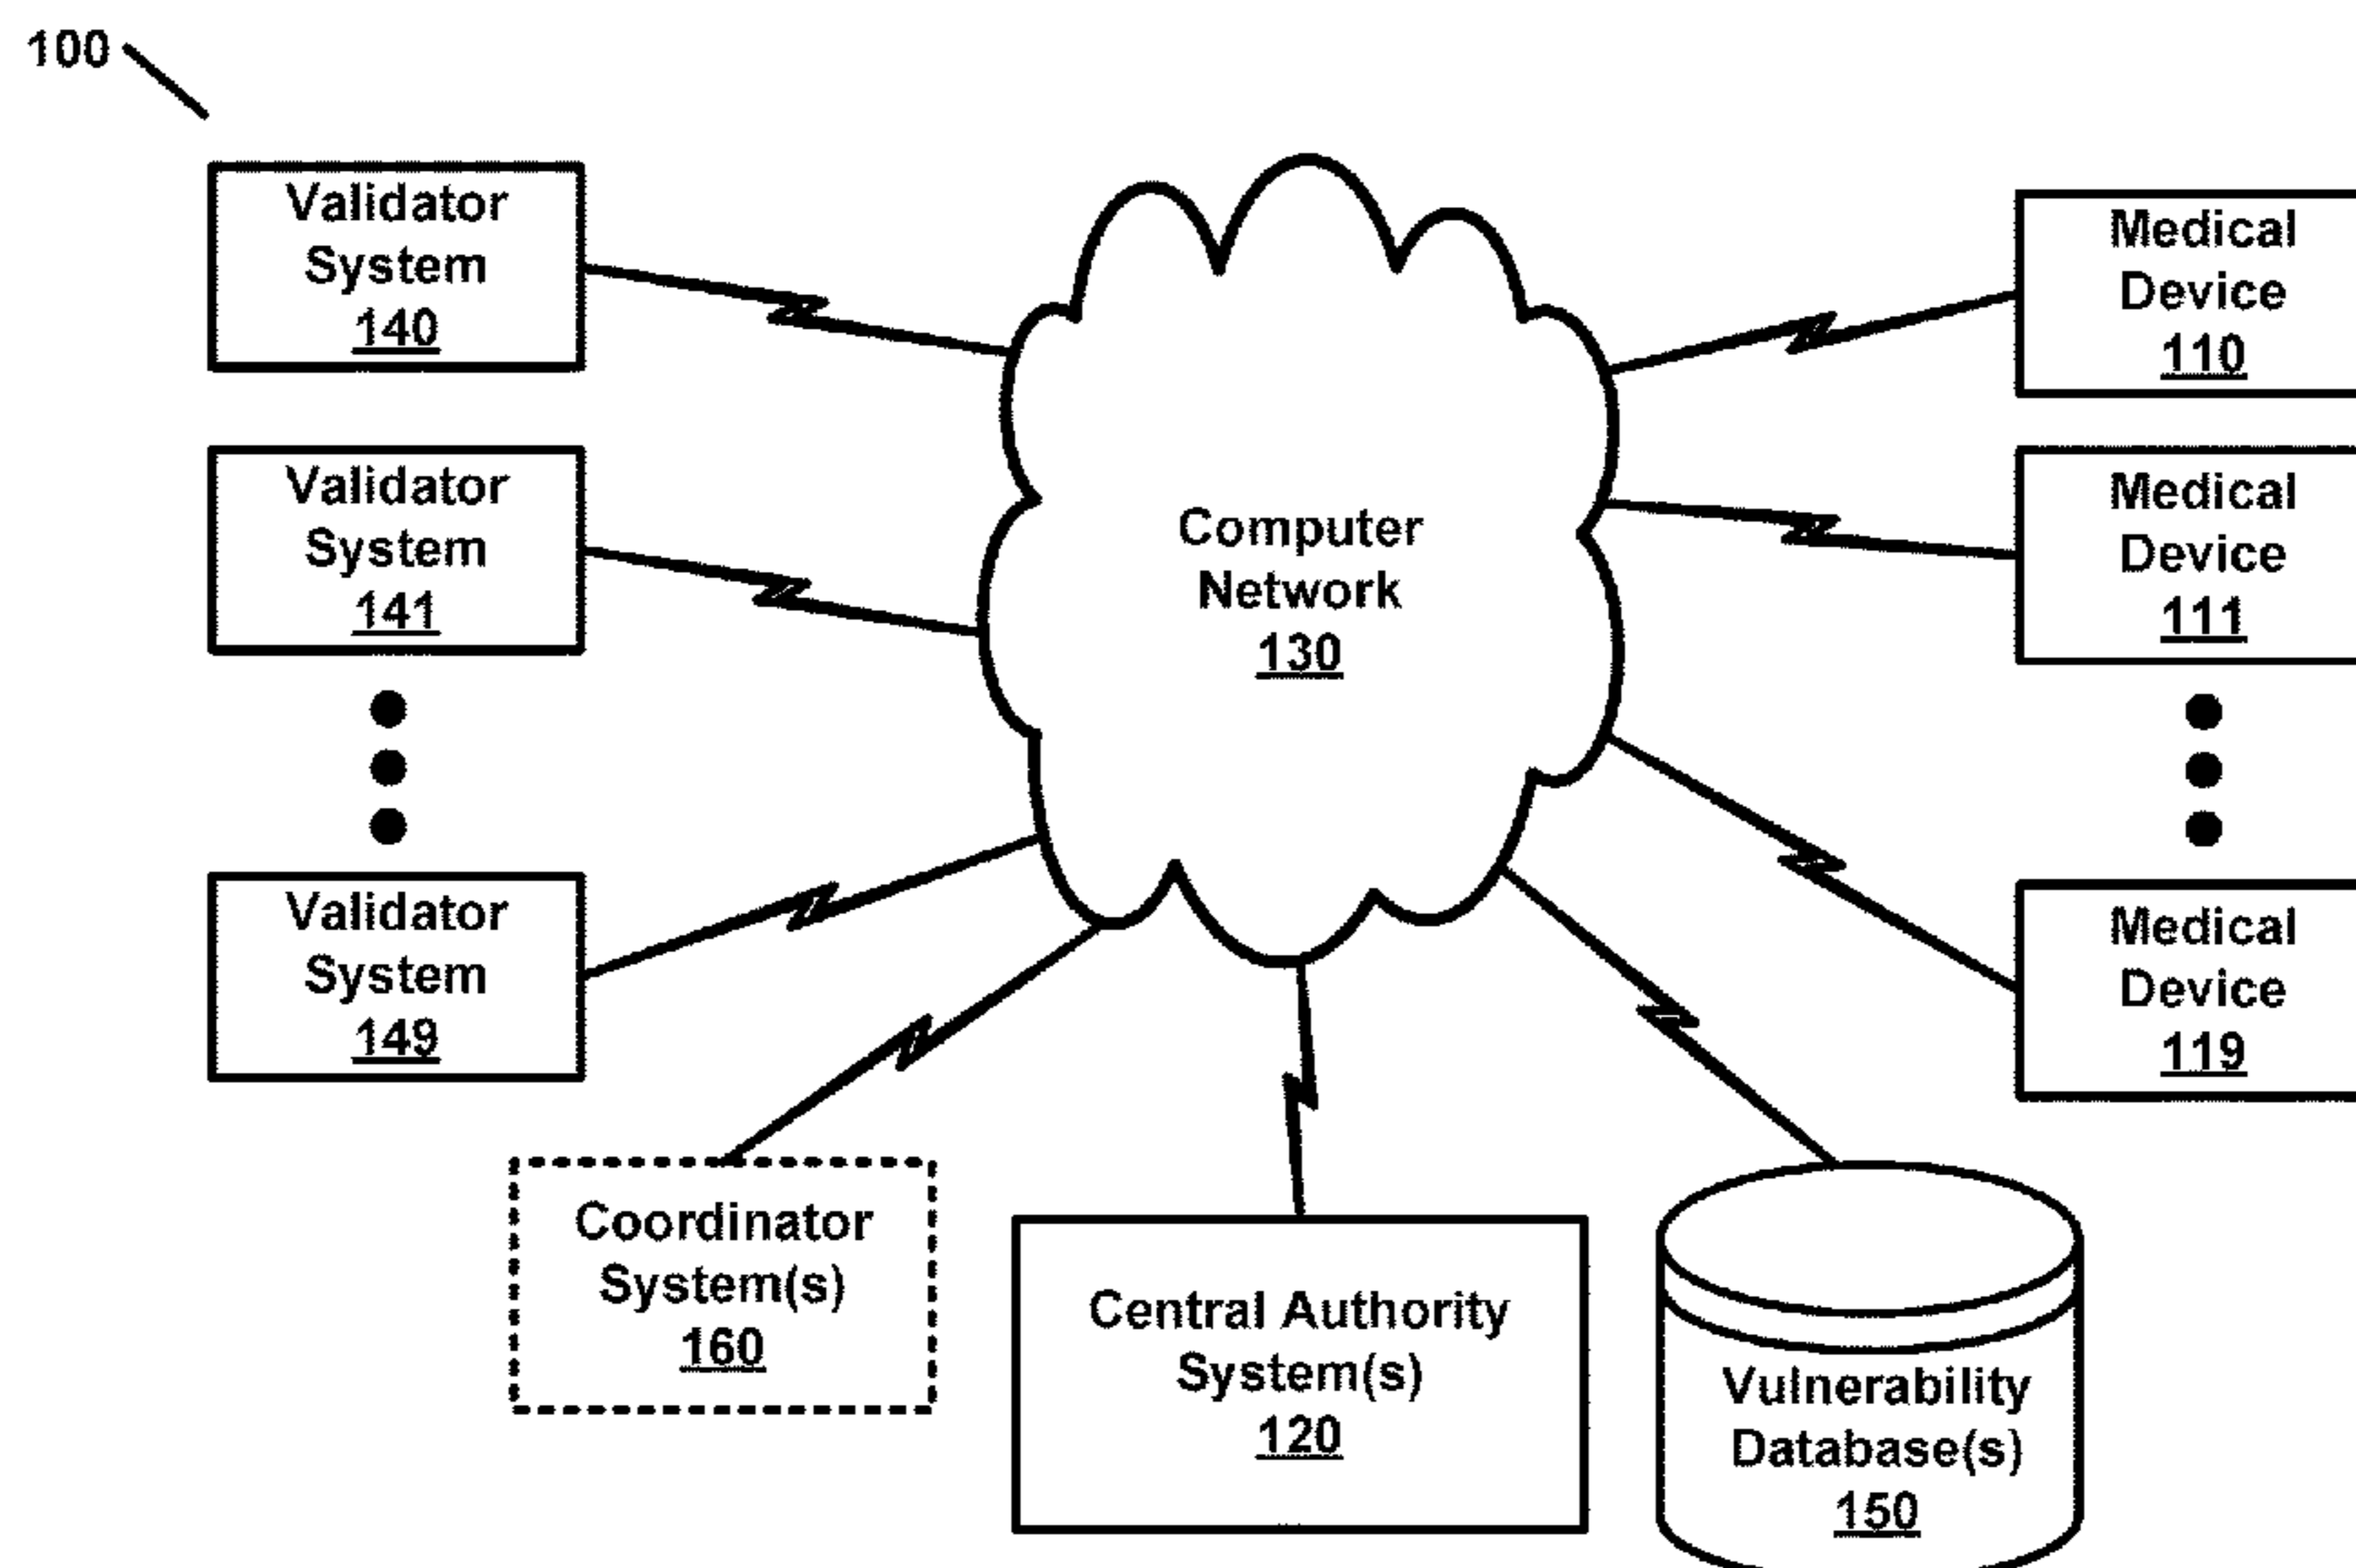 100
Validator
System
140
Validator
System
141
Validator
System
149
Computer
Network
130
Medical
Device
110
Medical
Device
111
Medical
Device
119
Coordinator
System(s)
160
Central Authority
System(s)
120
Vulnerability
Database(s)
150